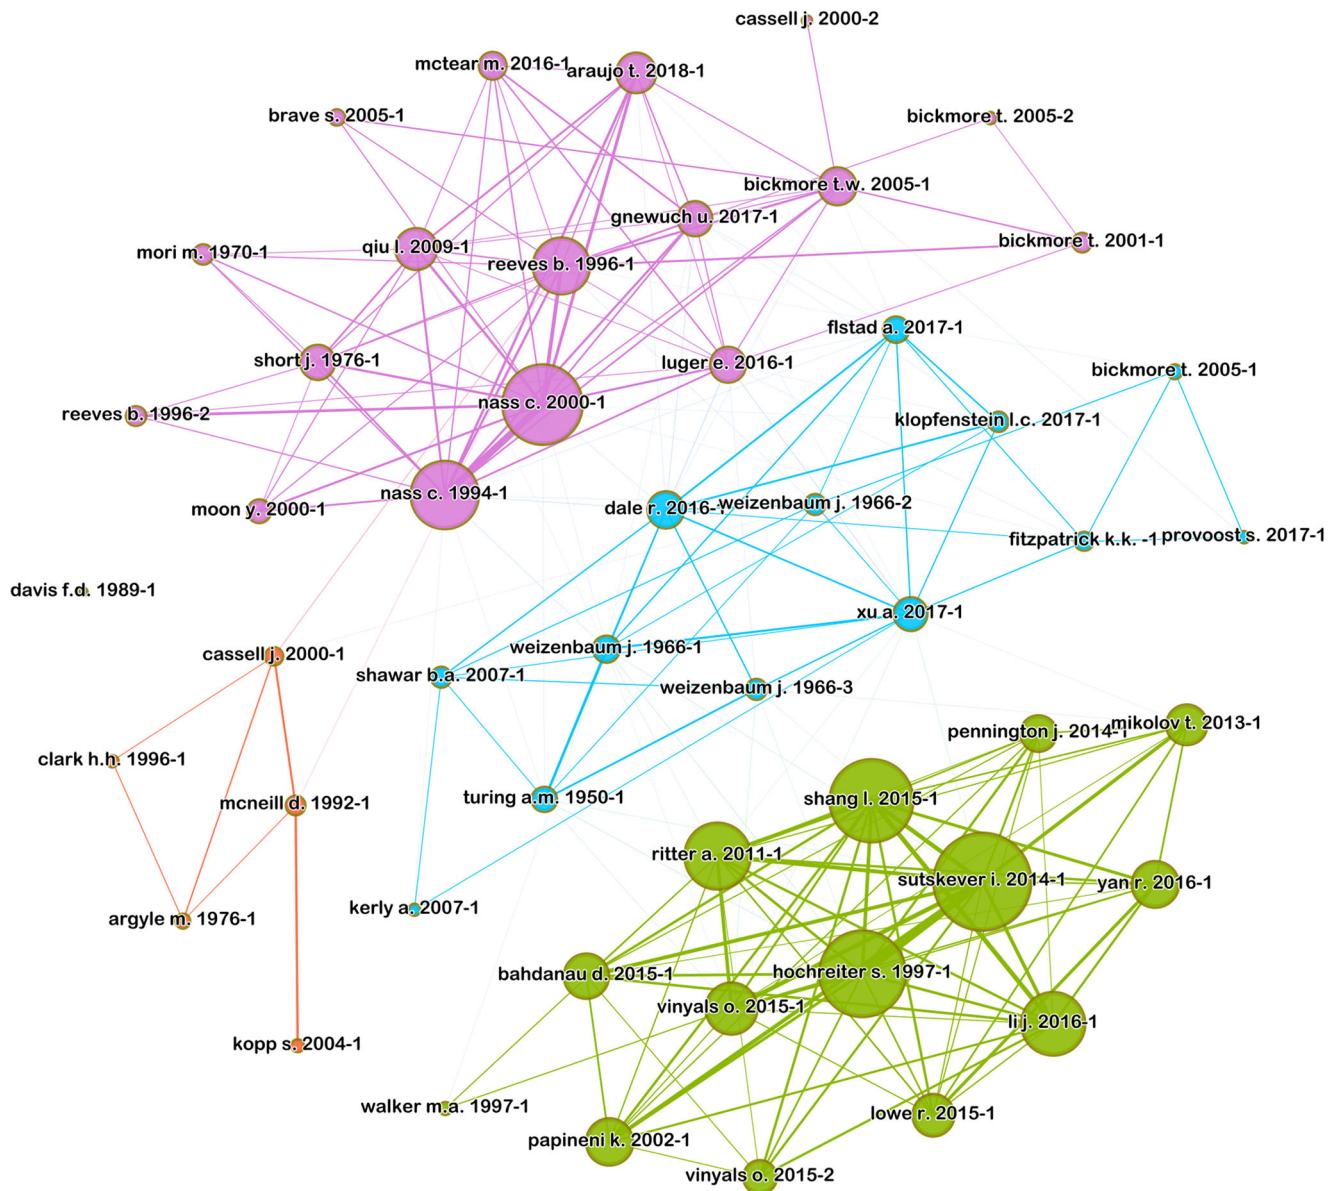 cassell j. 2000-2
mctear m. 2016-1
araujo t. 2018-1
brave s. 2005-1
bickmore t. 2005-2
bickmore t.w. 2005-1
gnewuch u. 2017-1
mori m. 1970-1
qiu l. 2009-1
reeves b. 1996-1
bickmore t. 2001-1
flstad a. 2017-1
short j. 1976-1
luger e. 2016-1
bickmore t. 2005-1
reeves b. 1996-2
nass c. 2000-1
klopfenstein l.c. 2017-1
nass c. 1994-1
moon y. 2000-1
dale r. 2016-1
weizenbaum j. 1966-2
fitzpatrick k.k. -1
provoost s. 2017-1
davis f.d. 1989-1
xu a. 2017-1
cassell j. 2000-1
weizenbaum j. 1966-1
shawar b.a. 2007-1
weizenbaum j. 1966-3
clark h.h. 1996-1
pennington j. 2014-1
mikolov t. 2013-1
mcneill d. 1992-1
turing a.m. 1950-1
shang l. 2015-1
ritter a. 2011-1
sutskever i. 2014-1
yan r. 2016-1
argyle m. 1976-1
kerly a. 2007-1
bahdanau d. 2015-1
hochreiter s. 1997-1
vinyals o. 2015-1
li j. 2016-1
kopp s. 2004-1
walker m.a. 1997-1
lowe r. 2015-1
papineni k. 2002-1
vinyals o. 2015-2